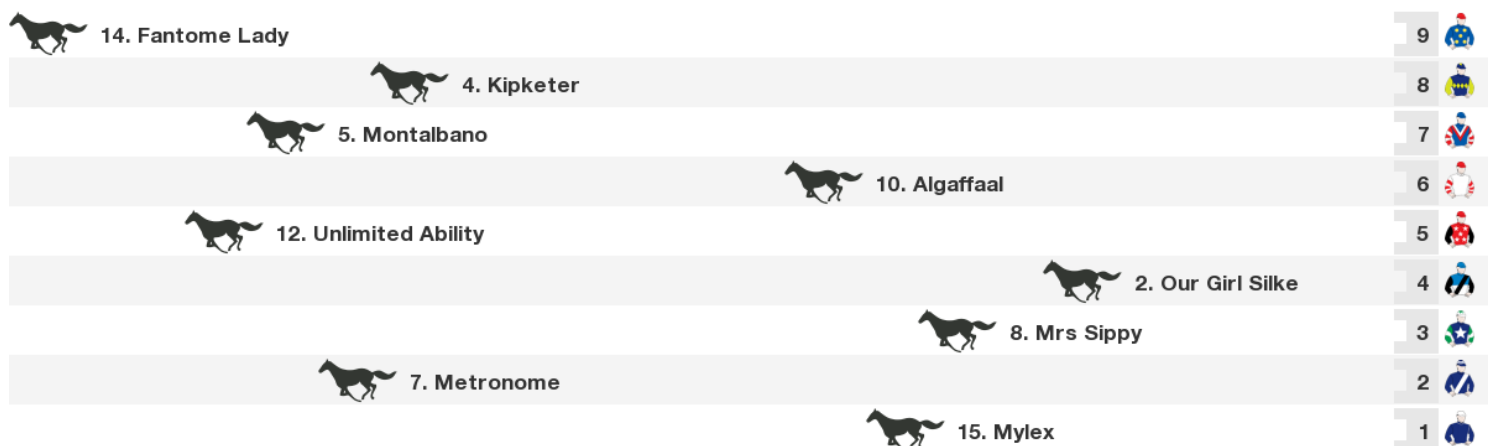 14. Fantome Lady 9
4. Kipketer 8
5. Montalbano 7
10. Algaffaal 6
12. Unlimited Ability 5
2. Our Girl Silke 4
8. Mrs Sippy 3
7. Metronome 2
15. Mylex 1